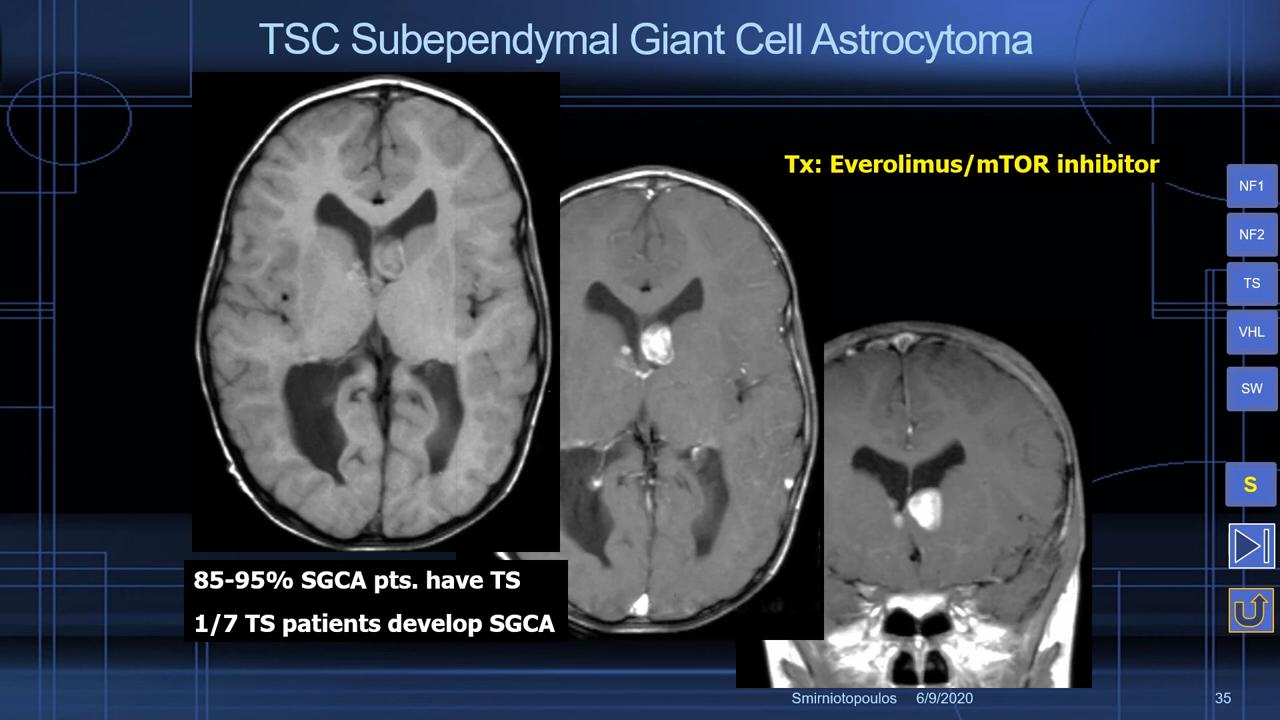 TSC Subependymal Giant Cell Astrocytoma
Tx: Everolimus/mTOR inhibitor
NF1
NF2
TS
VHL
SW
S
85-95% SGCA pts. have TS
1/7 TS patients develop SGCA
Smirniotopoulos 6/9/2020
35